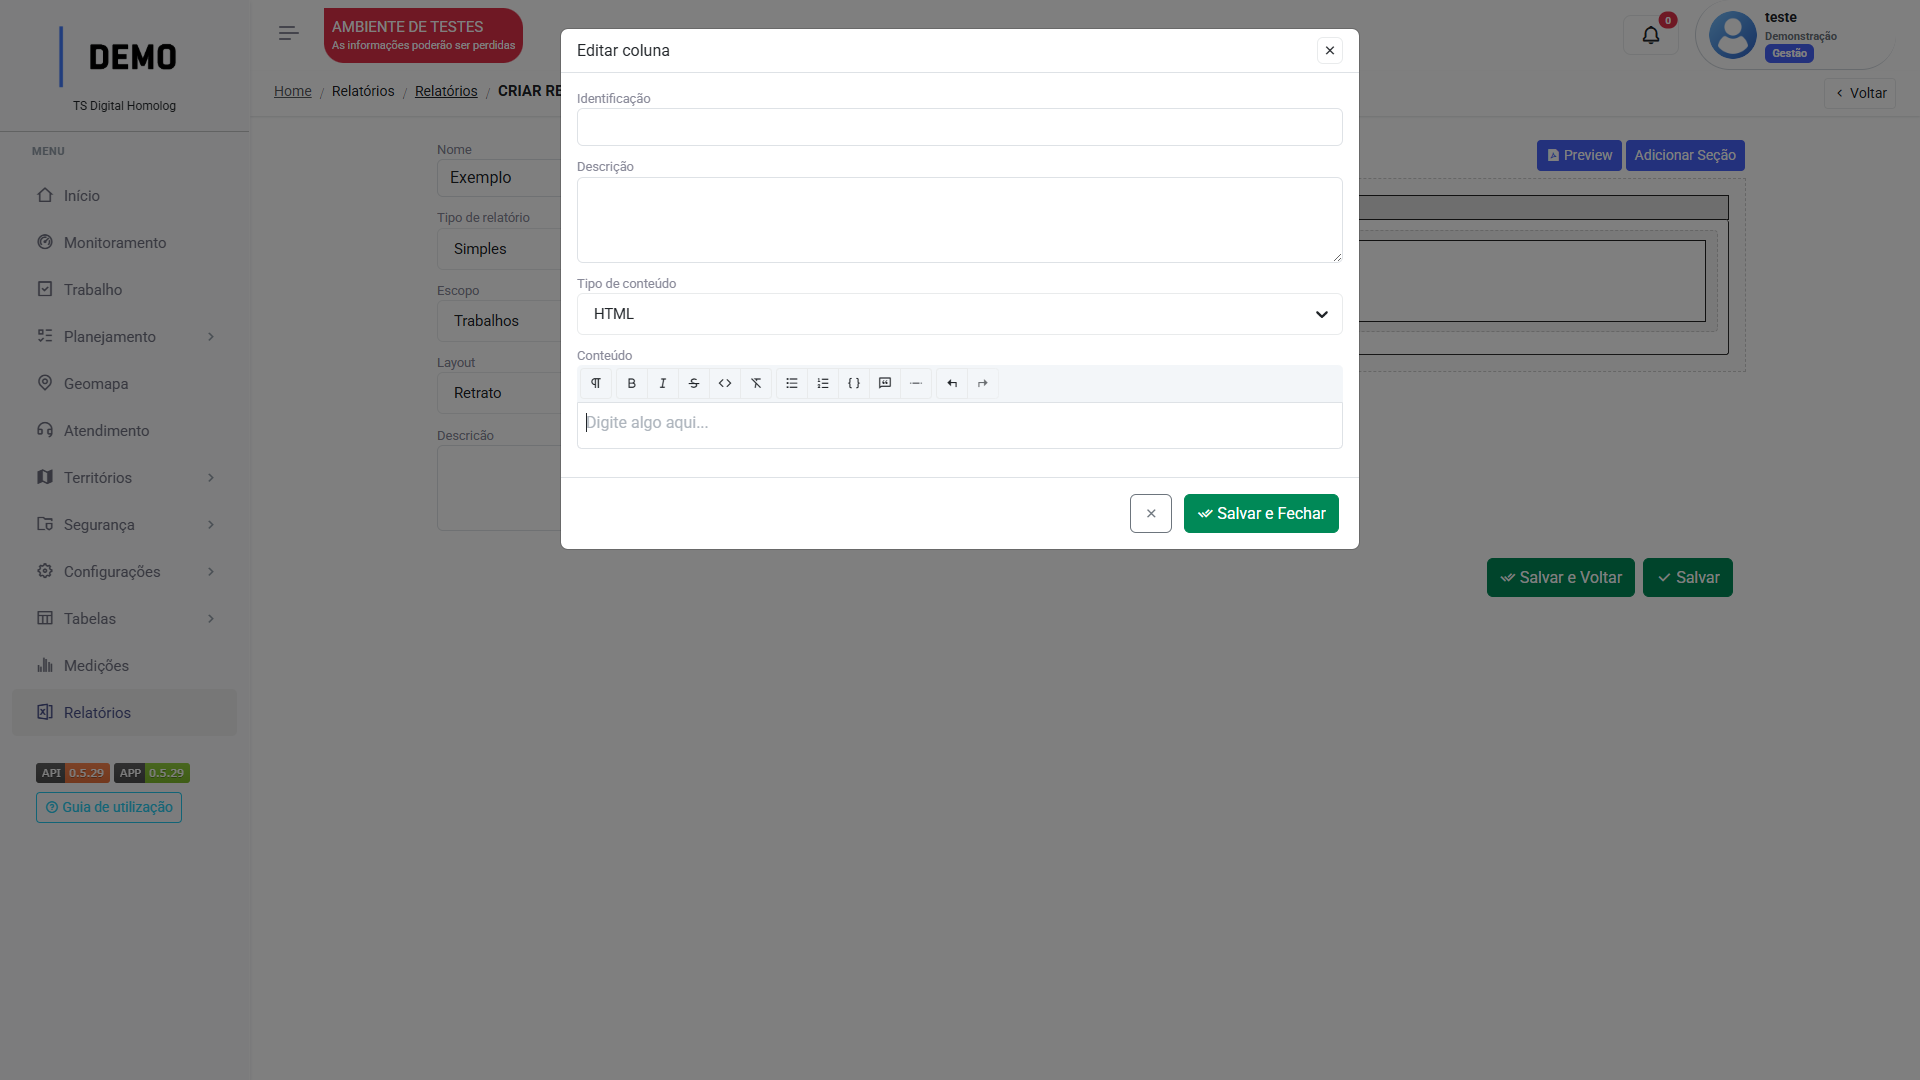 DEMO
TS Digital Homolog
MENU
Início
Monitoramento
Trabalho
Planejamento
Geomapa
Atendimento
Territórios
Segurança
Configurações
Tabelas
Medições
Relatórios
API 0.5.29 APP 0.5.29
Guia de utilização
AMBIENTE DE TESTES
As informações poderão ser perdidas
0
teste
Demonstração
Gestão
Home / Relatórios / Relatórios / CRIAR RE
Voltar
Nome
Exemplo
Tipo de relatório
Simples
Escopo
Trabalhos
Layout
Retrato
Descrição
Preview
Adicionar Seção
Salvar e Voltar
Salvar
Editar coluna
Identificação
Descrição
Tipo de conteúdo
HTML
Conteúdo
Digite algo aqui...
Salvar e Fechar